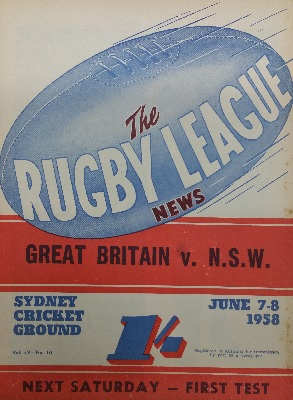 The
RUGBY LEAGUE
NEWS
GREAT BRITAIN v. N.S.W.
SYDNEY
CRICKET
GROUND
JUNE 7-8
1958
1/-
NEXT SATURDAY — FIRST TEST